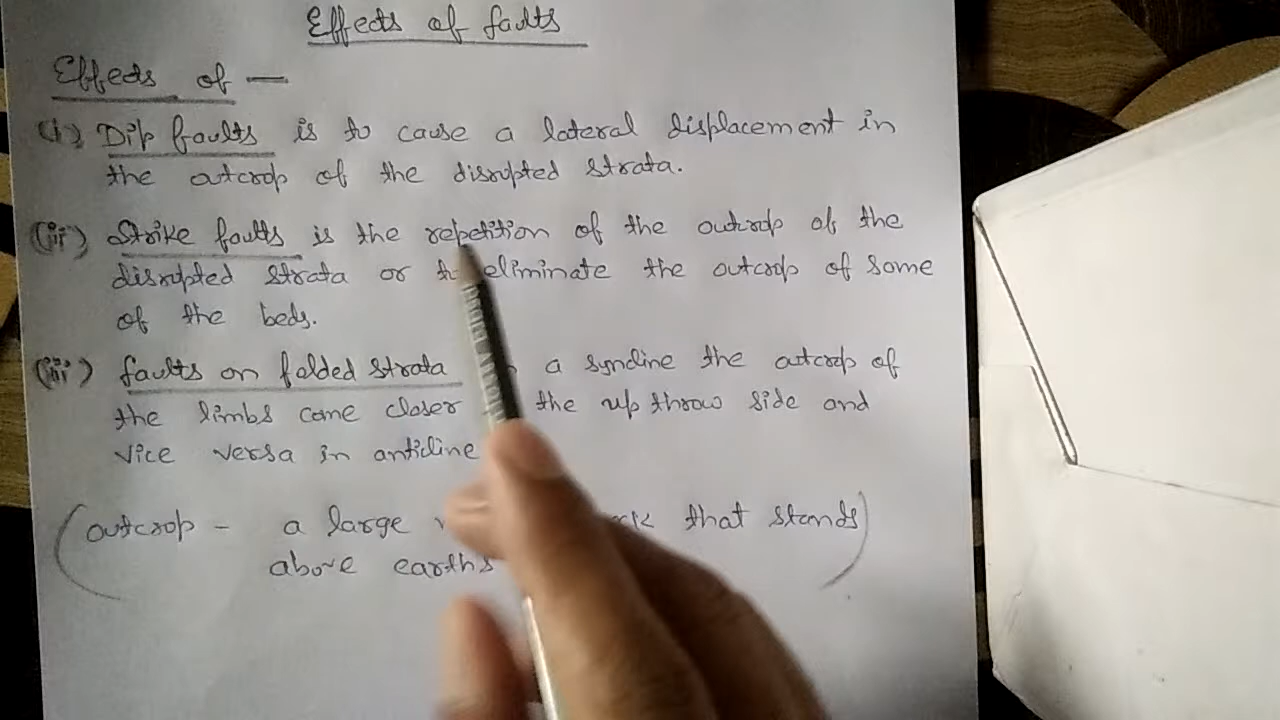 Effects of faults
Effects of —
(i) Dip faults is to cause a lateral displacement in
the outcrop of the disrupted strata.
(ii) Strike faults is the repetition of the outcrop of the
disrupted strata or to eliminate the outcrop of some
of the beds.
(iii) faults on folded strata a syncline the outcrop of
the limbs come closer the up throw side and
vice versa in anticline
(outcrop - a large that stands)
above earths